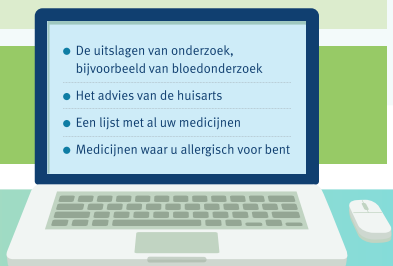 • De uitslagen van onderzoek,
bijvoorbeeld van bloedonderzoek
• Het advies van de huisarts
• Een lijst met al uw medicijnen
• Medicijnen waar u allergisch voor bent